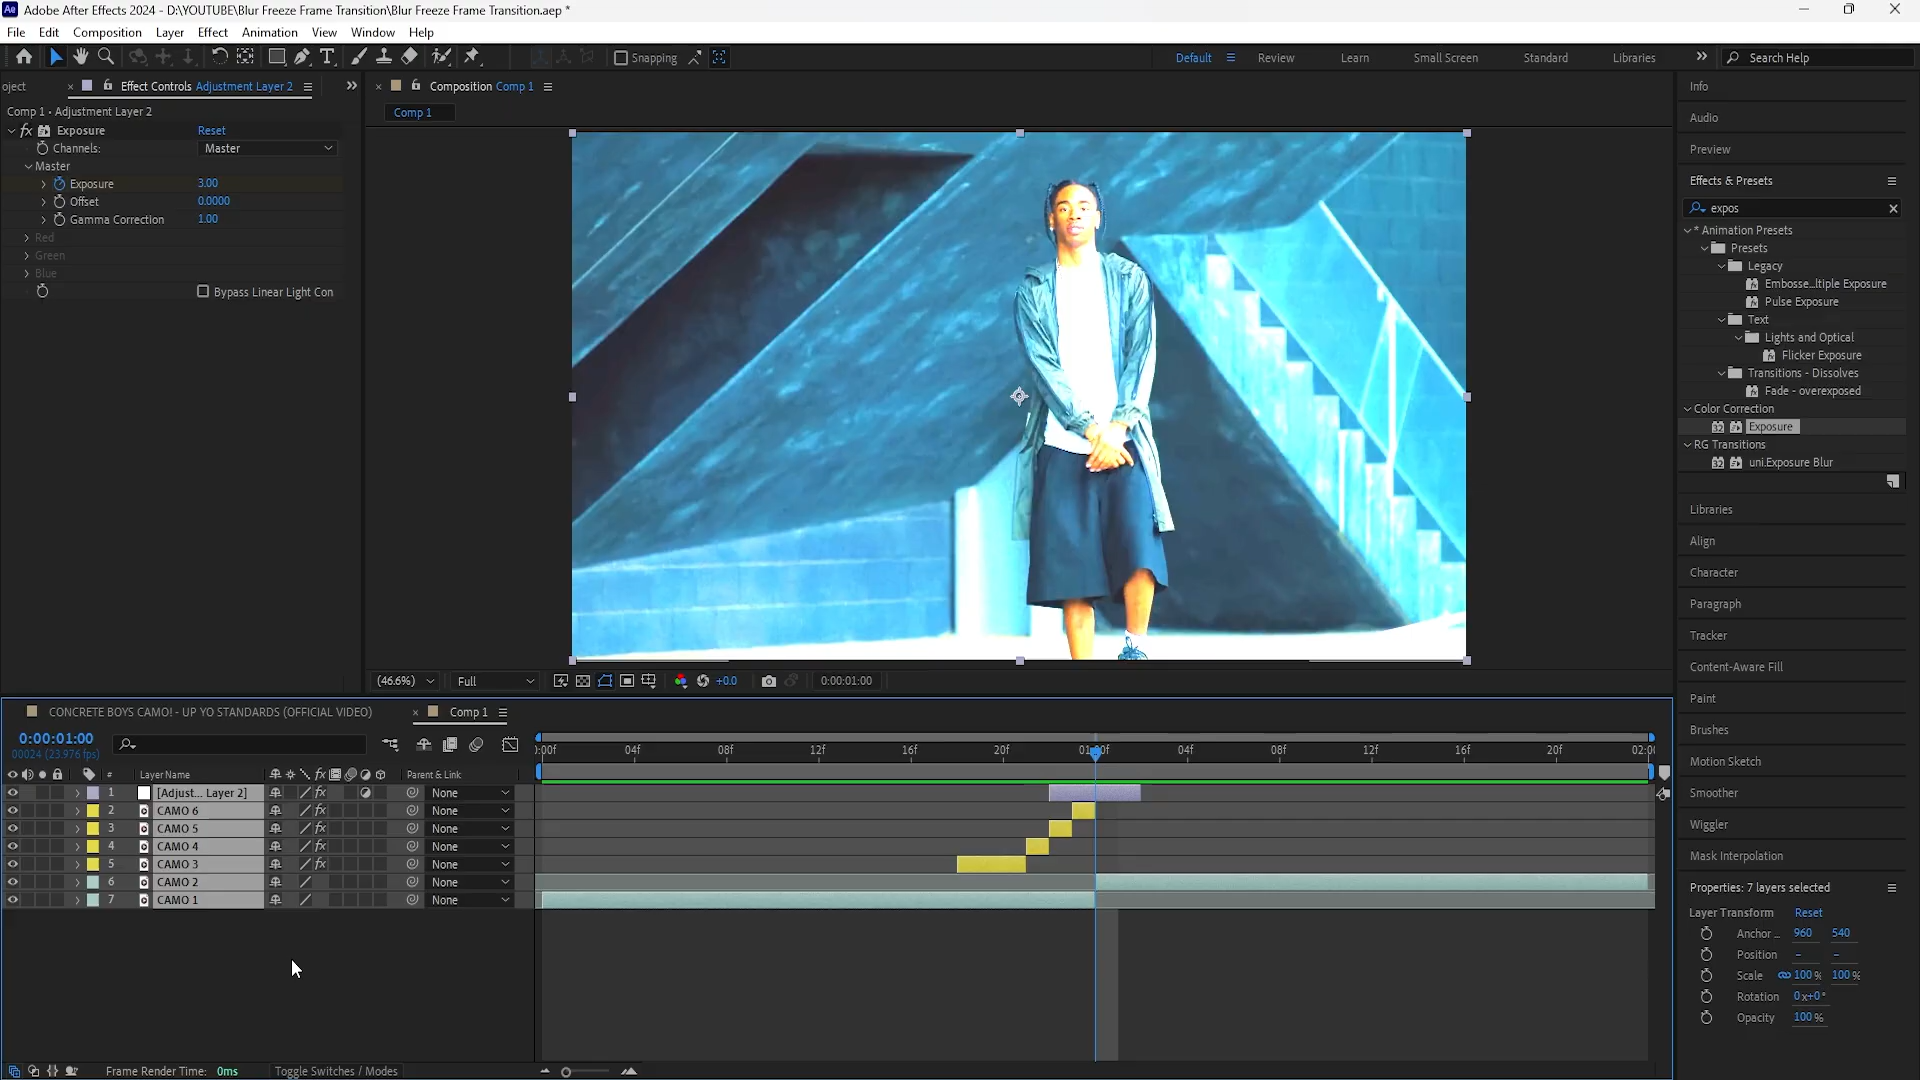 Adobe After Effects 2024 - D:\YOUTUBE\Blur Freeze Frame Transition\Blur Freeze Frame Transition.aep *
File Edit Composition Layer Effect Animation View Window Help
Snapping Default Review Learn Small Screen Standard Libraries Search Help
oject Effect Controls Adjustment Layer 2
Composition Comp 1
Comp 1
Comp 1 • Adjustment Layer 2
fx Exposure Reset
Channels: Master
Master
Exposure 3.00
Offset 0.0000
Gamma Correction 1.00
Red
Green
Blue
Bypass Linear Light Con
(46.6%) Full +0.0 0:00:01:00
Info
Audio
Preview
Effects & Presets
expos
* Animation Presets
Presets
Legacy
Embosse...ltiple Exposure
Pulse Exposure
Text
Lights and Optical
Flicker Exposure
Transitions - Dissolves
Fade - overexposed
Color Correction
32 Exposure
RG Transitions
32 uni.Exposure Blur
Libraries
Align
Character
Paragraph
Tracker
Content-Aware Fill
Paint
Brushes
Motion Sketch
Smoother
Wiggler
Mask Interpolation
Properties: 7 layers selected
Layer Transform Reset
Anchor ... 960 540
Position - -
Scale 100 % 100 %
Rotation 0x+0°
Opacity 100 %
CONCRETE BOYS CAMO! - UP YO STANDARDS (OFFICIAL VIDEO) Comp 1
0:00:01:00
00024 (23.976 fps)
:00f 04f 08f 12f 16f 20f 01:00f 04f 08f 12f 16f 20f 02:0(
# Layer Name fx Parent & Link
1 [Adjust... Layer 2] fx None
2 CAMO 6 fx None
3 CAMO 5 fx None
4 CAMO 4 fx None
5 CAMO 3 fx None
6 CAMO 2 None
7 CAMO 1 None
Frame Render Time: 0ms Toggle Switches / Modes